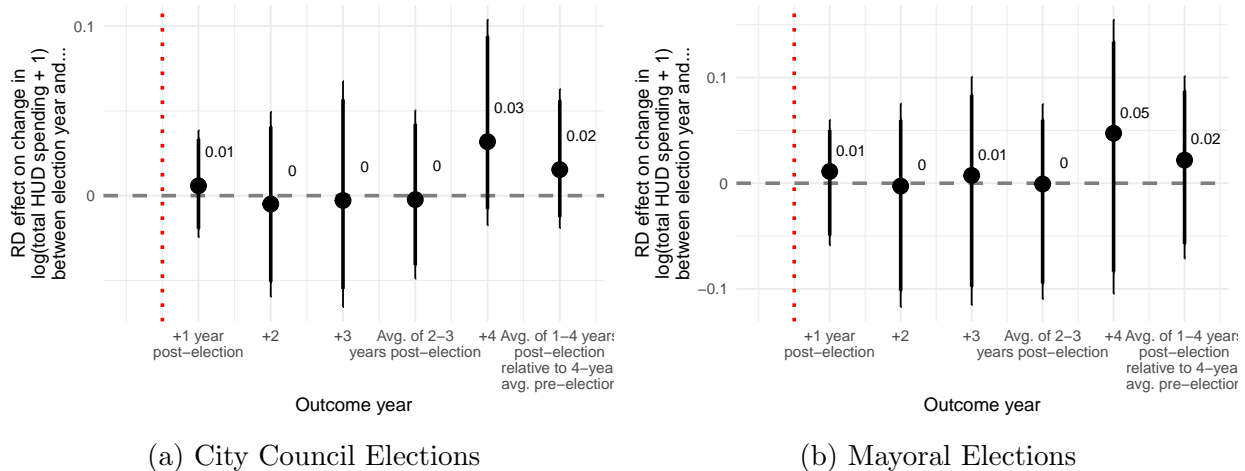 RD effect on change in
log(total HUD spending + 1)
between election year and...
0.1
0
0.01
0
0
0
0.03
0.02
+1 year
post−election
+2
+3
Avg. of 2−3
years post−election
+4
Avg. of 1−4 years
post−election
relative to 4−yea
avg. pre−election
Outcome year
(a) City Council Elections
RD effect on change in
log(total HUD spending + 1)
between election year and...
0.1
0
−0.1
0.01
0
0.01
0
0.05
0.02
+1 year
post−election
+2
+3
Avg. of 2−3
years post−election
+4
Avg. of 1−4 years
post−election
relative to 4−yea
avg. pre−election
Outcome year
(b) Mayoral Elections